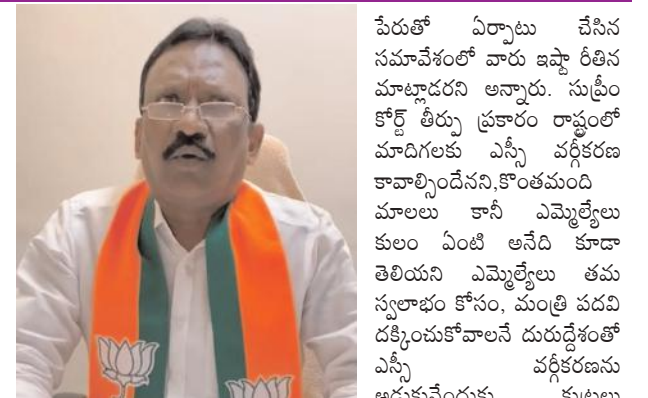 పేరుతో ఏర్పాటు చేసిన
సమావేశంలో వారు ఇష్టా రీతిన
మాట్లాడరని అన్నారు. సుప్రీం
కోర్ట్ తీర్పు ప్రకారం రాష్ట్రంలో
మాదిగలకు ఎస్సీ వర్గీకరణ
కావాల్సిందేనని,కొంతమంది
మాలలు కానీ ఎమ్మెల్యేలు
కులం ఏంటి అనేది కూడా
తెలియని ఎమ్మెల్యేలు తమ
స్వలాభం కోసం, మంత్రి పదవి
దక్కించుకోవాలనే దురుద్దేశంతో
ఎస్సీ వర్గీకరణను